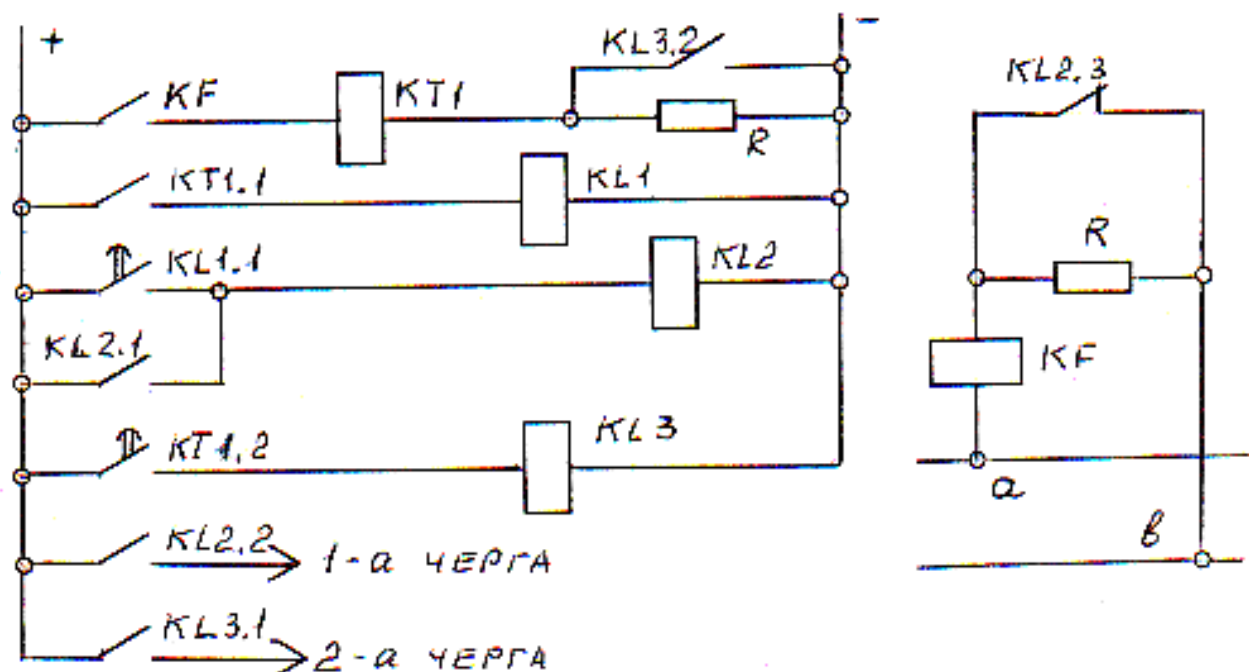 +
-
KL3.2
KF
KT1
R
KT1.1
KL1
KL1.1
KL2
KL2.1
KT1,2
KL3
KL2,2
1-а ЧЕРГА
KL3.1
2-а ЧЕРГА
KL2.3
R
KF
a
в